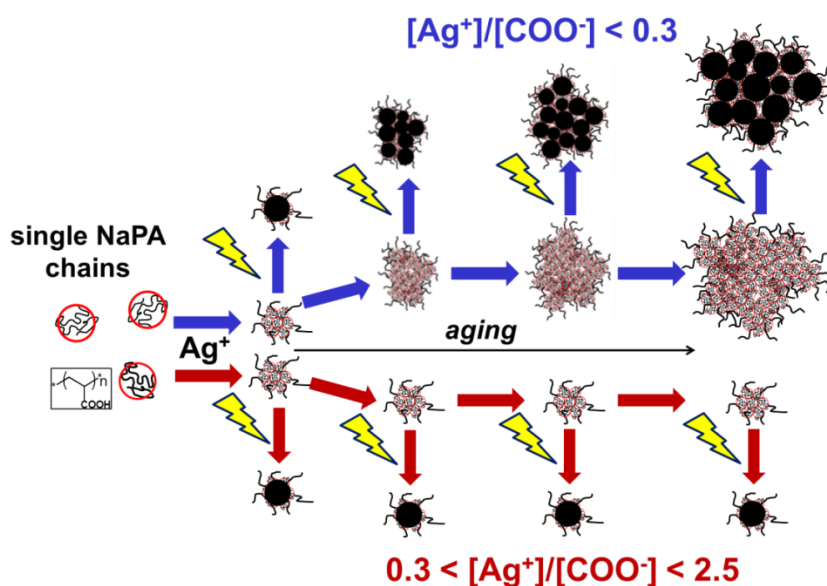 [Ag⁺]/[COO⁻] < 0.3
single NaPA
chains
Ag⁺
aging
* * n
COOH
0.3 < [Ag⁺]/[COO⁻] < 2.5